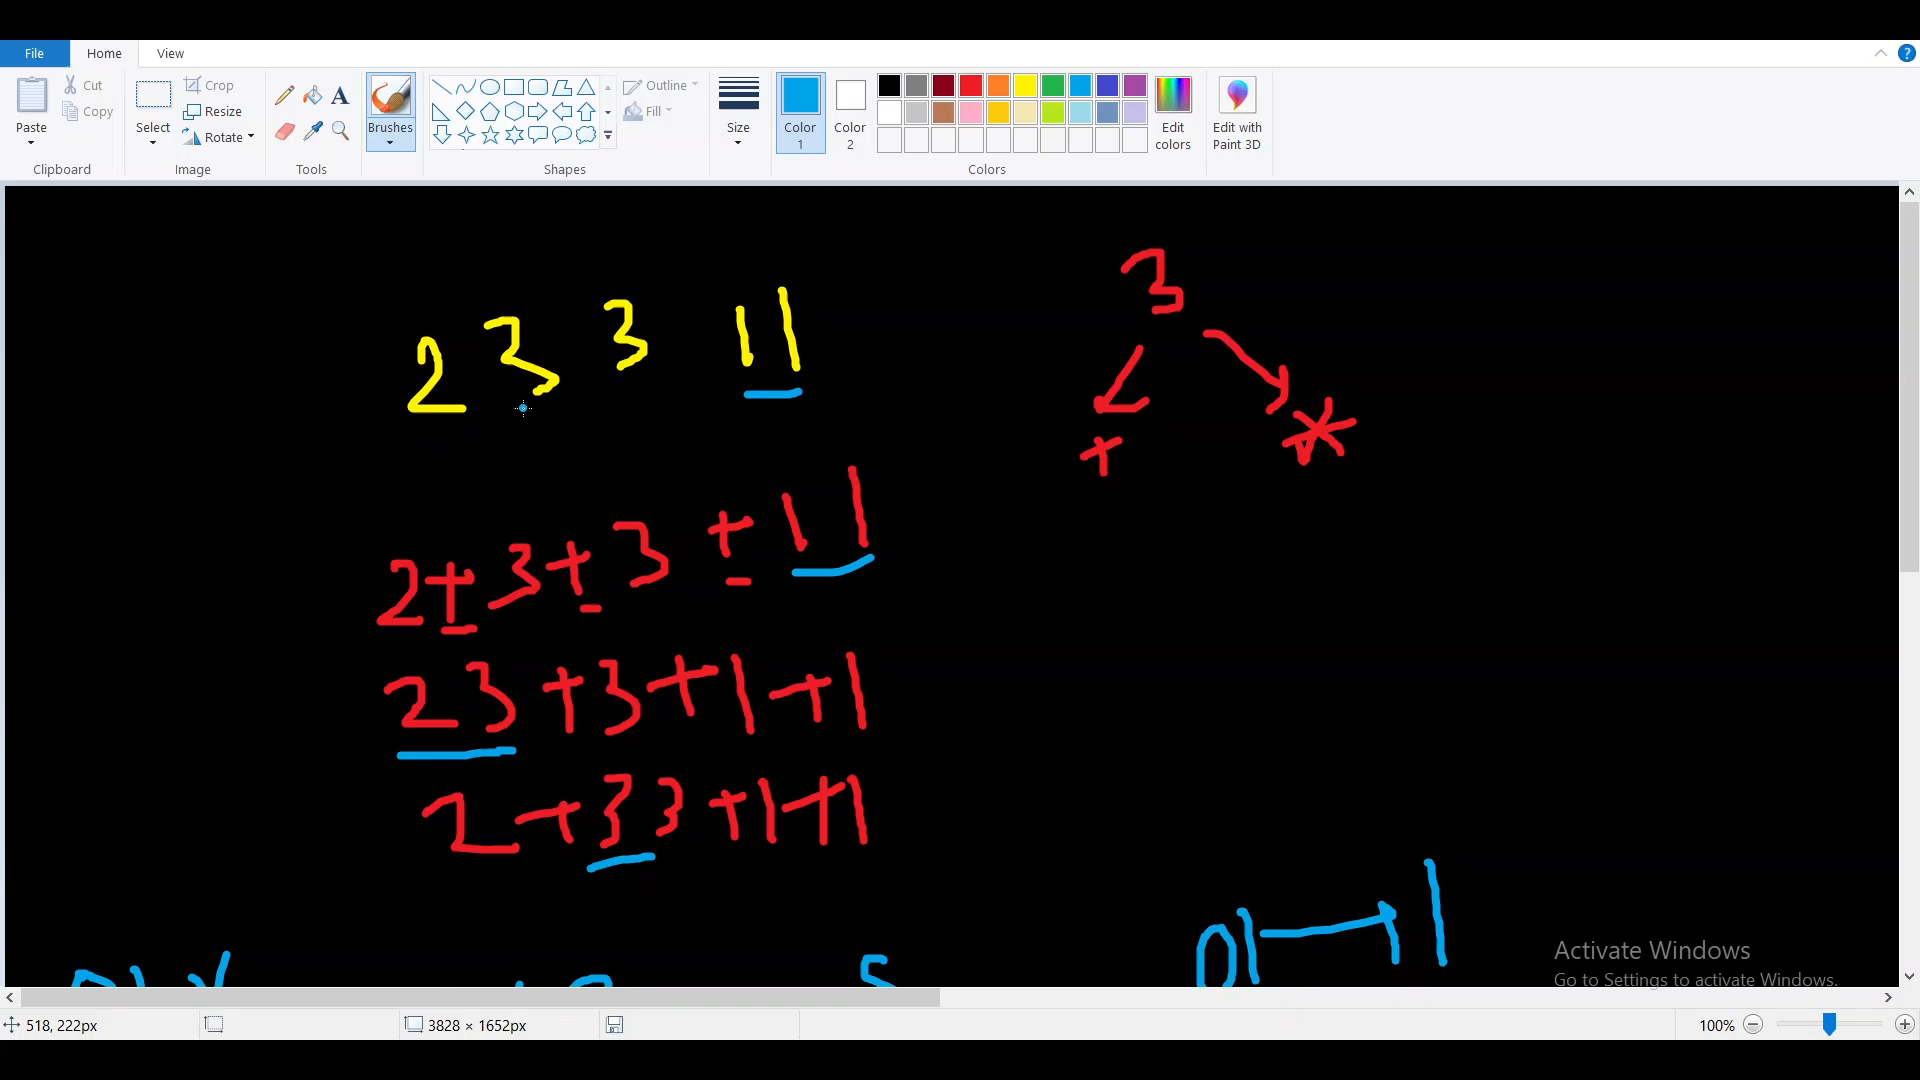 File Home View
Paste
Cut
Copy
Clipboard
Select
Crop
Resize
Rotate
Image
A
Tools
Brushes
Shapes
Outline
Fill
Size
Color 1
Color 2
Edit colors
Colors
Edit with Paint 3D
2 3 3 11
3
+ *
2+3+3+11
23+3+1+1
2+33+1+1
01 1
5
Activate Windows
Go to Settings to activate Windows.
518, 222px
3828 × 1652px
100%